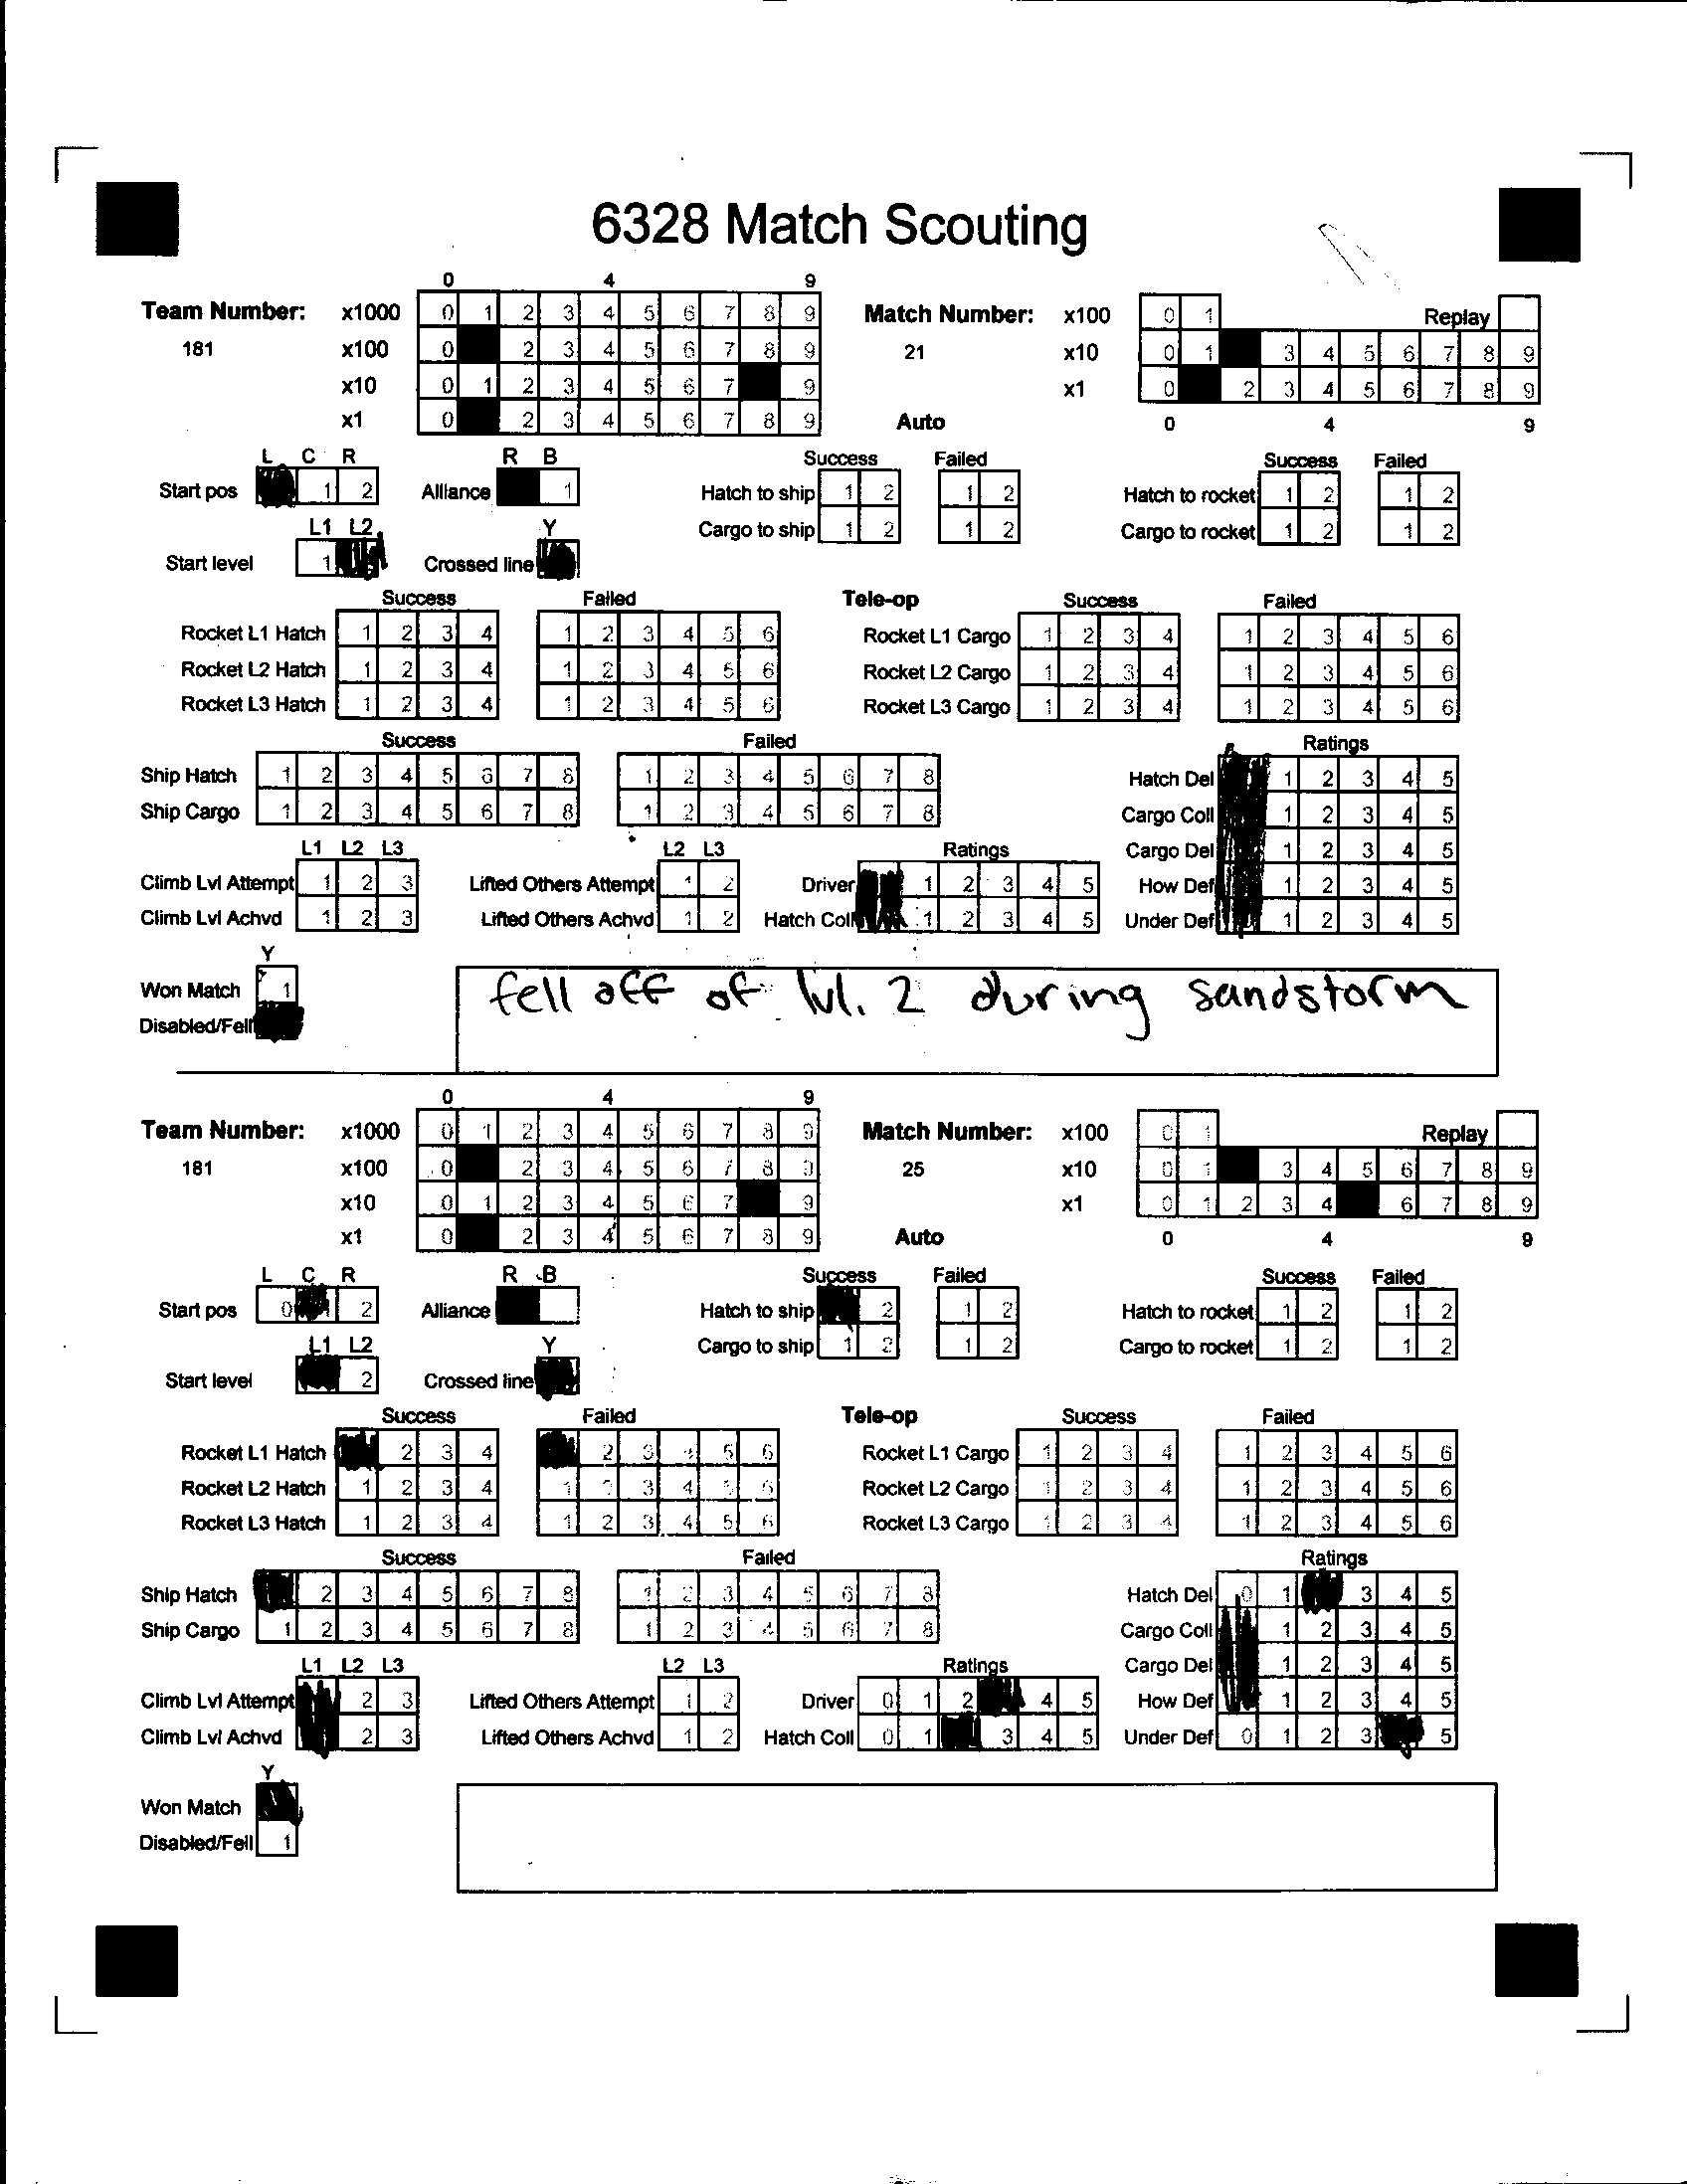 6328 Match Scouting
0 4 9
Team Number: x1000 0 1 2 3 4 5 6 7 8 9 Match Number: x100 0 1 Replay
181 x100 0 2 3 4 5 6 7 8 9 21 x10 0 1 3 4 5 6 7 8 9
x10 0 1 2 3 4 5 6 7 9 x1 0 2 3 4 5 6 7 8 9
x1 0 2 3 4 5 6 7 8 9 Auto 0 4 9
L C R R B Success Failed Success Failed
Start pos 1 2 Alliance 1 Hatch to ship 1 2 1 2 Hatch to rocket 1 2 1 2
L1 L2 Y Cargo to ship 1 2 1 2 Cargo to rocket 1 2 1 2
Start level 1 Crossed line
Success Failed Tele-op Success Failed
Rocket L1 Hatch 1 2 3 4 1 2 3 4 5 6 Rocket L1 Cargo 1 2 3 4 1 2 3 4 5 6
Rocket L2 Hatch 1 2 3 4 1 2 3 4 5 6 Rocket L2 Cargo 1 2 3 4 1 2 3 4 5 6
Rocket L3 Hatch 1 2 3 4 1 2 3 4 5 6 Rocket L3 Cargo 1 2 3 4 1 2 3 4 5 6
Success Failed Ratings
Ship Hatch 1 2 3 4 5 6 7 8 1 2 3 4 5 6 7 8 Hatch Del 1 2 3 4 5
Ship Cargo 1 2 3 4 5 6 7 8 1 2 3 4 5 6 7 8 Cargo Coll 1 2 3 4 5
L1 L2 L3 L2 L3 Ratings Cargo Del 1 2 3 4 5
Climb Lvl Attempt 1 2 3 Lifted Others Attempt 1 2 Driver 1 2 3 4 5 How Def 1 2 3 4 5
Climb Lvl Achvd 1 2 3 Lifted Others Achvd 1 2 Hatch Coll 1 2 3 4 5 Under Def 1 2 3 4 5
Y
Won Match 1 fell off of lvl. 2 during sandstorm
Disabled/Fell
0 4 9
Team Number: x1000 0 1 2 3 4 5 6 7 8 9 Match Number: x100 0 1 Replay
181 x100 0 2 3 4 5 6 7 8 9 25 x10 0 1 3 4 5 6 7 8 9
x10 0 1 2 3 4 5 6 7 9 x1 0 1 2 3 4 6 7 8 9
x1 0 2 3 4 5 6 7 8 9 Auto 0 4 9
L C R R B Success Failed Success Failed
Start pos 0 2 Alliance Hatch to ship 2 1 2 Hatch to rocket 1 2 1 2
L1 L2 Y Cargo to ship 1 2 1 2 Cargo to rocket 1 2 1 2
Start level 2 Crossed line
Success Failed Tele-op Success Failed
Rocket L1 Hatch 2 3 4 2 3 4 5 6 Rocket L1 Cargo 1 2 3 4 1 2 3 4 5 6
Rocket L2 Hatch 1 2 3 4 1 2 3 4 5 6 Rocket L2 Cargo 1 2 3 4 1 2 3 4 5 6
Rocket L3 Hatch 1 2 3 4 1 2 3 4 5 6 Rocket L3 Cargo 1 2 3 4 1 2 3 4 5 6
Success Failed Ratings
Ship Hatch 2 3 4 5 6 7 8 1 2 3 4 5 6 7 8 Hatch Del 0 1 3 4 5
Ship Cargo 1 2 3 4 5 6 7 8 1 2 3 4 5 6 7 8 Cargo Coll 1 2 3 4 5
L1 L2 L3 L2 L3 Ratings Cargo Del 1 2 3 4 5
Climb Lvl Attempt 2 3 Lifted Others Attempt 1 2 Driver 0 1 2 4 5 How Def 1 2 3 4 5
Climb Lvl Achvd 2 3 Lifted Others Achvd 1 2 Hatch Coll 0 1 3 4 5 Under Def 0 1 2 3 5
Y
Won Match
Disabled/Fell 1